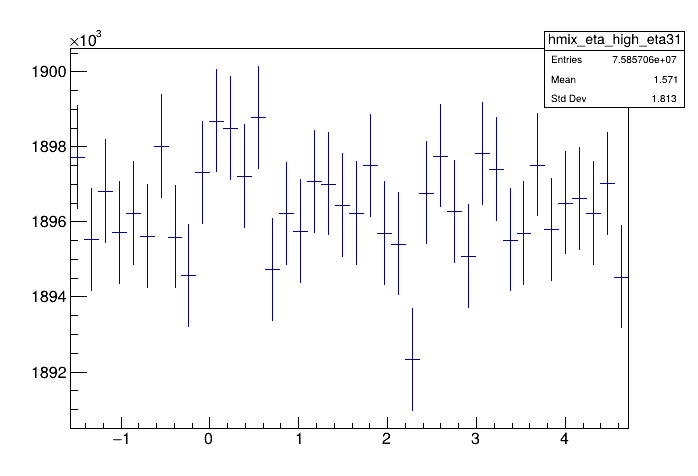 ×10³
hmix_eta_high_eta31
Entries 7.585706e+07
Mean 1.571
Std Dev 1.813
1900
1898
1896
1894
1892
−1 0 1 2 3 4